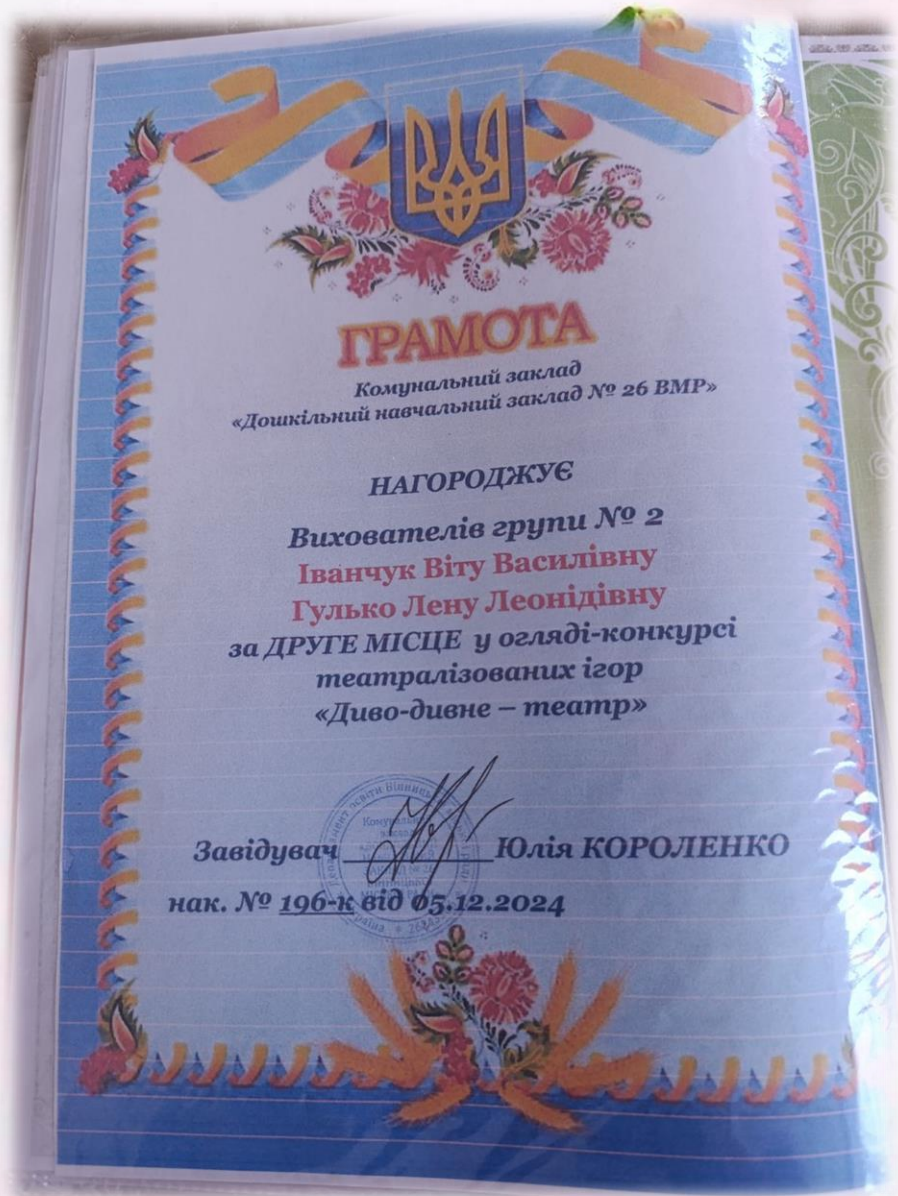 ГРАМОТА
Комунальний заклад
«Дошкільний навчальний заклад № 26 ВМР»
НАГОРОДЖУЄ
Вихователів групи № 2
Іванчук Віту Василівну
Гулько Лену Леонідівну
за ДРУГЕ МІСЦЕ у огляді-конкурсі
театралізованих ігор
«Диво-дивне – театр»
Завідувач Юлія КОРОЛЕНКО
нак. № 196-к від 05.12.2024